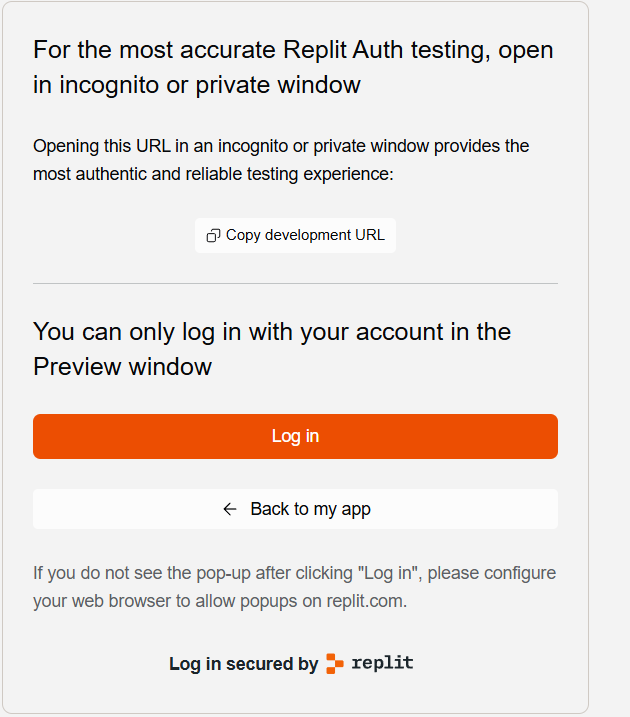 For the most accurate Replit Auth testing, open
in incognito or private window
Opening this URL in an incognito or private window provides the
most authentic and reliable testing experience:
Copy development URL
You can only log in with your account in the
Preview window
Log in
← Back to my app
If you do not see the pop-up after clicking "Log in", please configure
your web browser to allow popups on replit.com.
Log in secured by replit